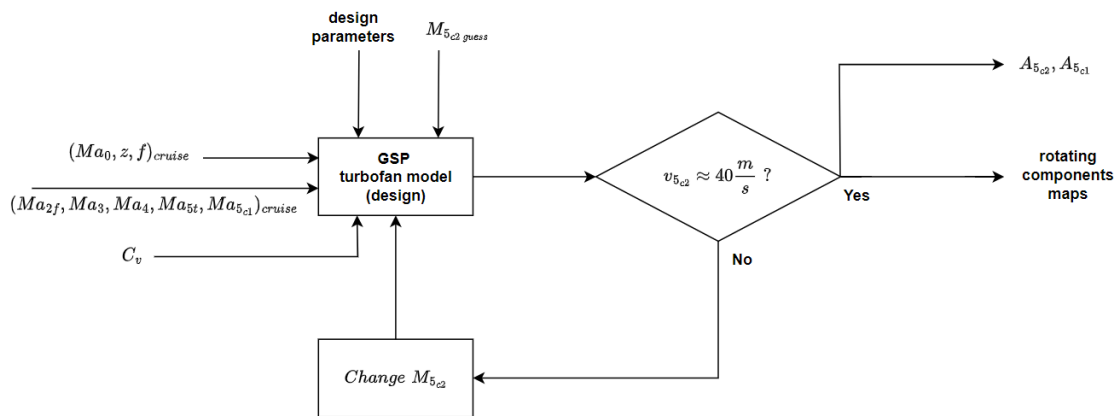 design
parameters
$M_{5_{c2}\,guess}$
$A_{5_{c2}}, A_{5_{c1}}$
$(Ma_0, z, f)_{cruise}$
GSP
turbofan model
(design)
$v_{5_{c2}} \approx 40 \frac{m}{s}$ ?
rotating
components
maps
Yes
$(Ma_{2f}, Ma_3, Ma_4, Ma_{5t}, Ma_{5_{c1}})_{cruise}$
$C_v$
No
$Change\ M_{5_{c2}}$